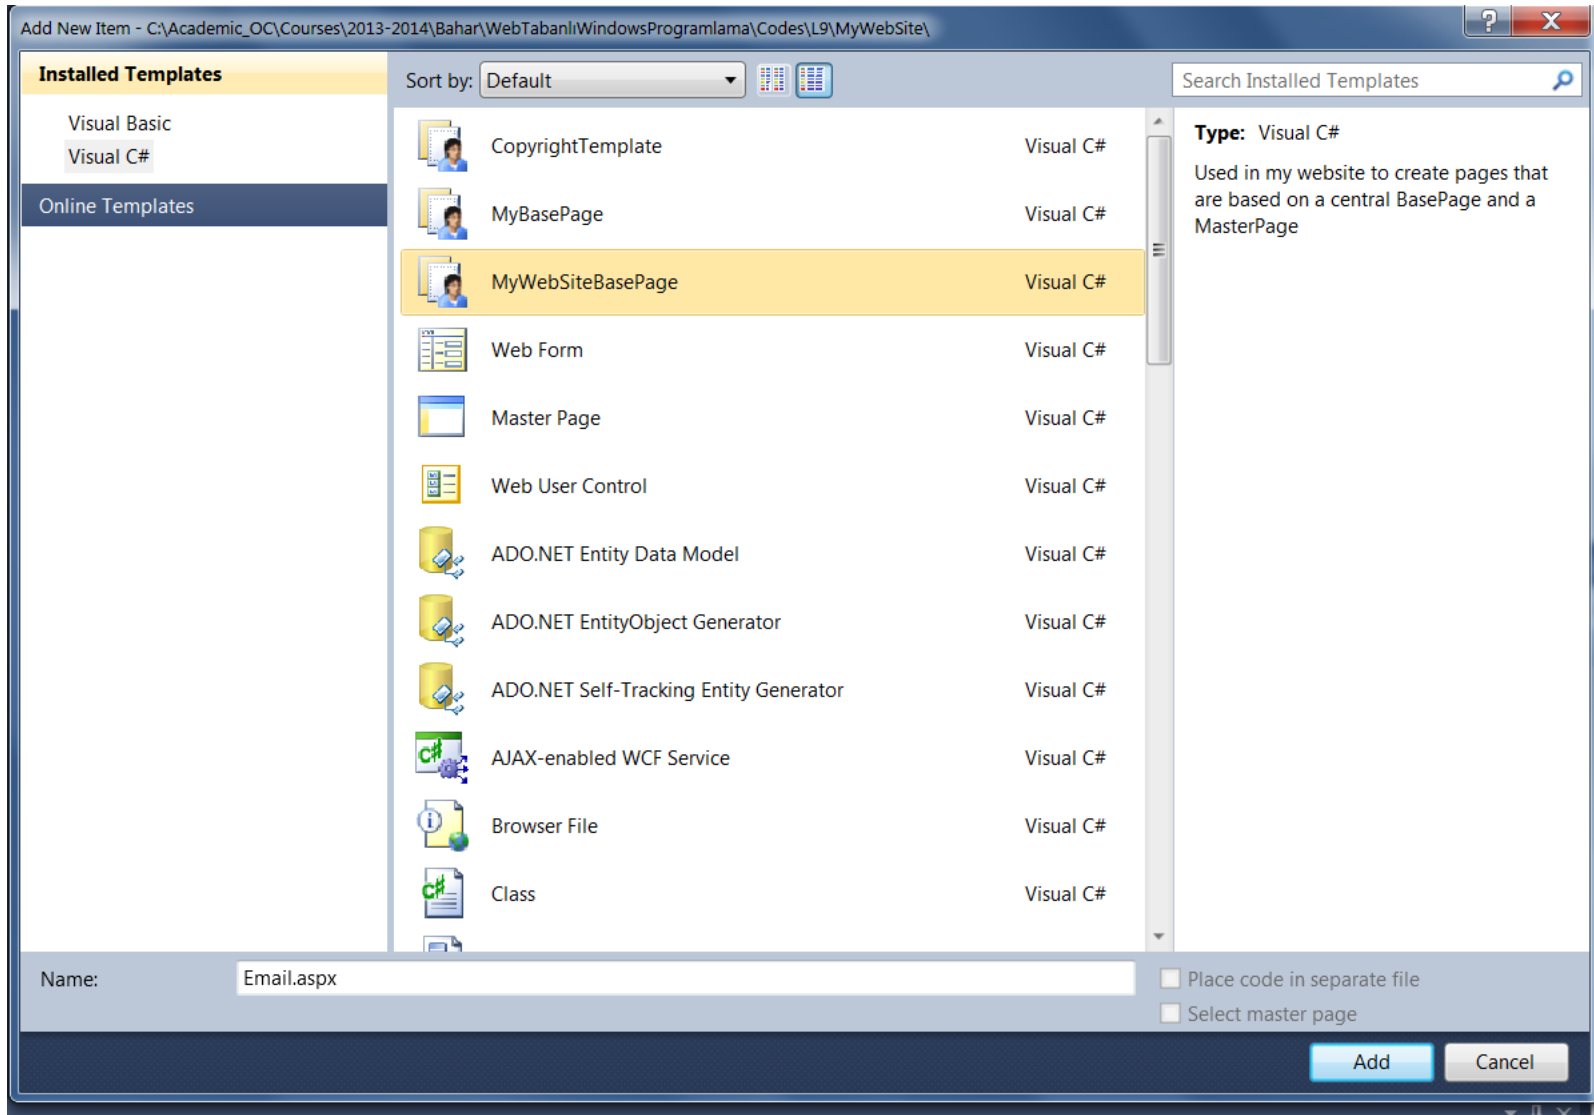 Add New Item - C:\Academic_OC\Courses\2013-2014\Bahar\WebTabanlıWindowsProgramlama\Codes\L9\MyWebSite\
Installed Templates
Visual Basic
Visual C#
Online Templates
Sort by: Default
Search Installed Templates
CopyrightTemplate Visual C#
MyBasePage Visual C#
MyWebSiteBasePage Visual C#
Web Form Visual C#
Master Page Visual C#
Web User Control Visual C#
ADO.NET Entity Data Model Visual C#
ADO.NET EntityObject Generator Visual C#
ADO.NET Self-Tracking Entity Generator Visual C#
AJAX-enabled WCF Service Visual C#
Browser File Visual C#
Class Visual C#
Type: Visual C#
Used in my website to create pages that
are based on a central BasePage and a
MasterPage
Name: Email.aspx
Place code in separate file
Select master page
Add Cancel